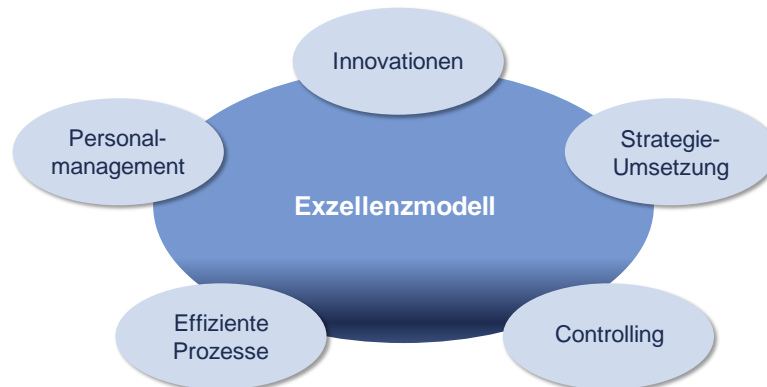 Innovationen
Personal-
management
Strategie-
Umsetzung
Exzellenzmodell
Effiziente
Prozesse
Controlling